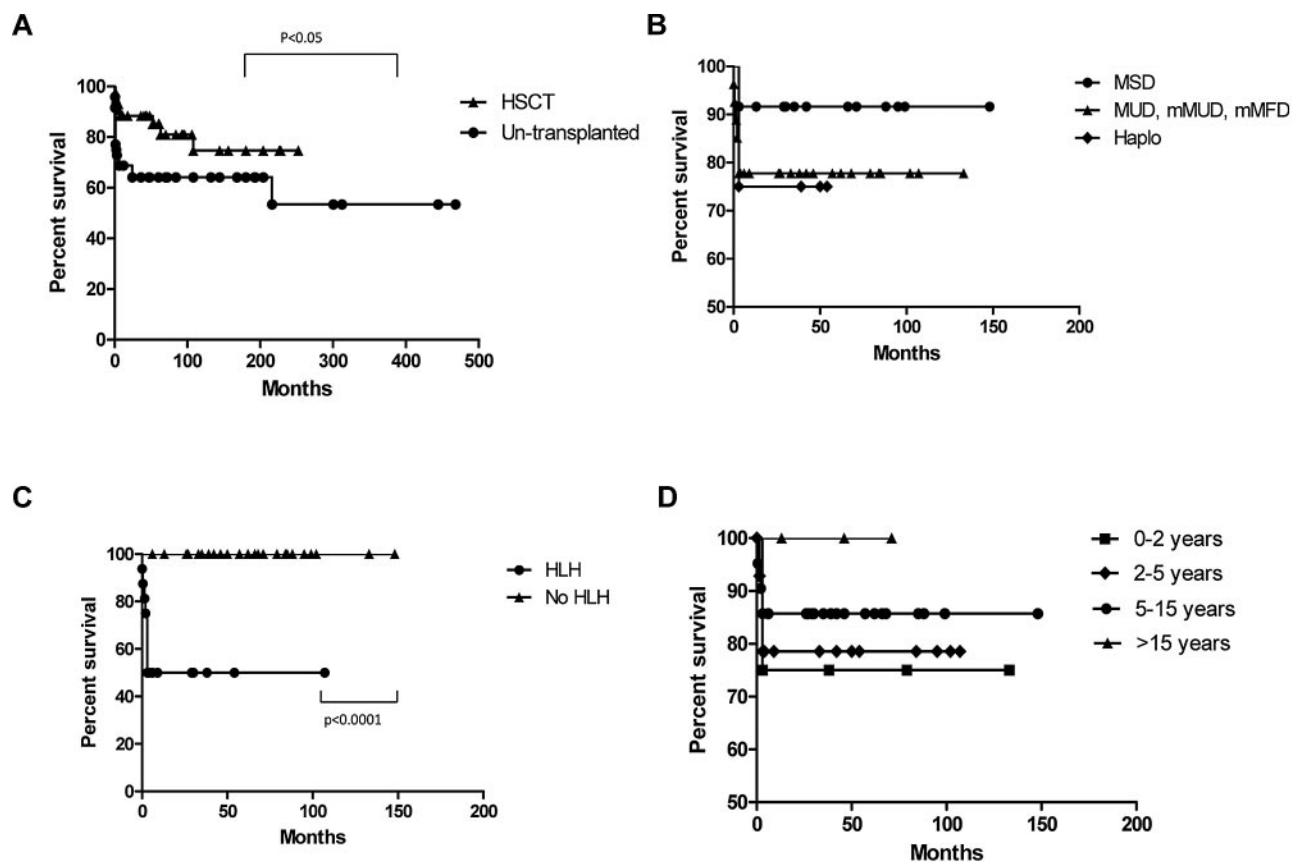 A
P<0.05
100
80
60
40
20
0
Percent survival
0 100 200 300 400 500
Months
HSCT
Un-transplanted
B
100
90
80
70
60
50
Percent survival
0 50 100 150 200
Months
MSD
MUD, mMUD, mMFD
Haplo
C
100
80
60
40
20
0
Percent survival
0 50 100 150 200
Months
HLH
No HLH
p<0.0001
D
100
90
80
70
60
50
Percent survival
0 50 100 150 200
Months
0-2 years
2-5 years
5-15 years
>15 years